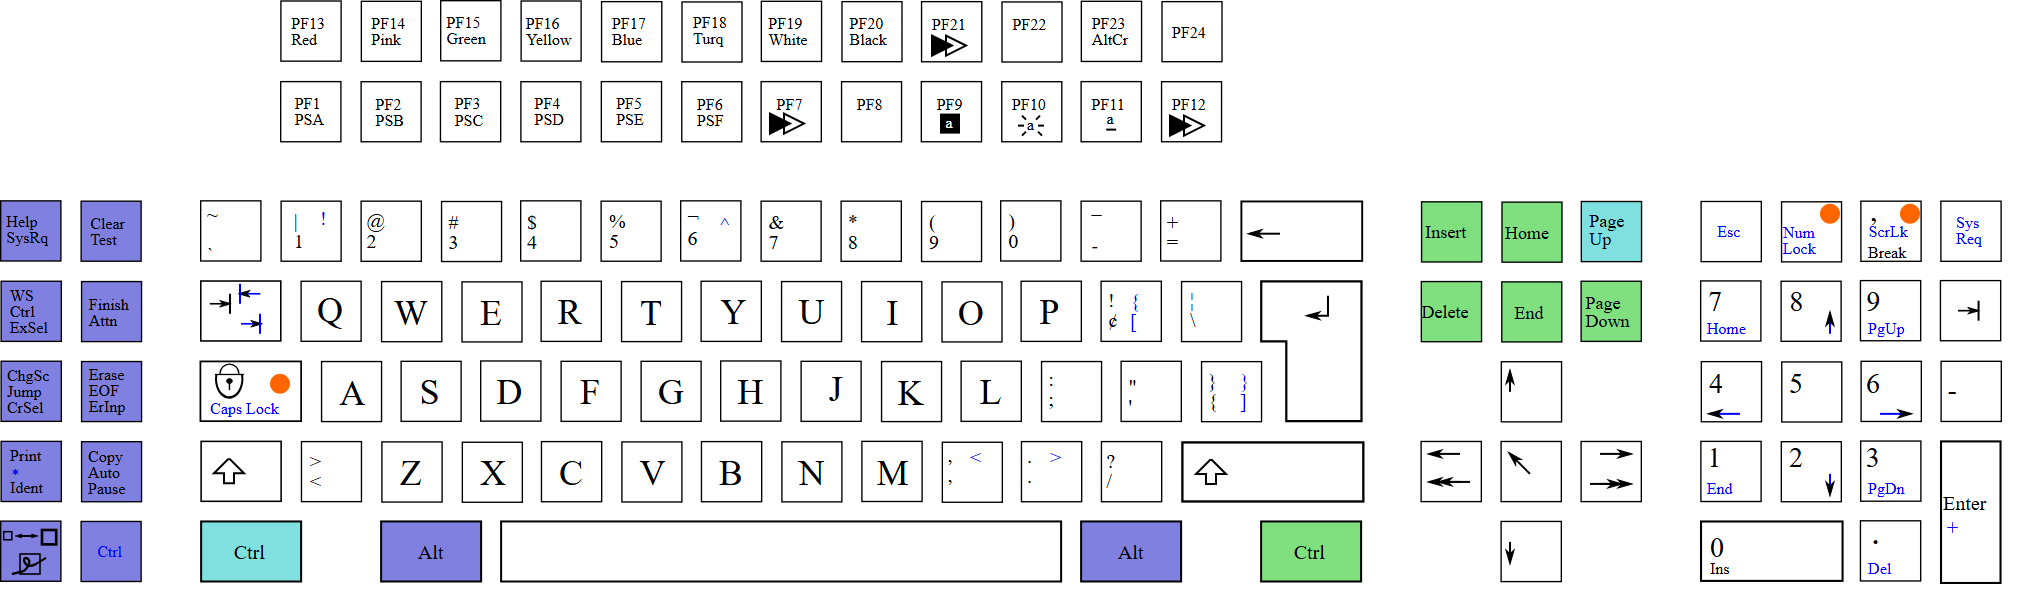 PF13 PF14 PF15 PF16 PF17 PF18 PF19 PF20 PF21 PF22 PF23 PF24
Red Pink Green Yellow Blue Turq White Black AltCr
PF1 PF2 PF3 PF4 PF5 PF6 PF7 PF8 PF9 PF10 PF11 PF12
PSA PSB PSC PSD PSE PSF a a a
Help Clear ~ | ! @ # $ % ¬ ^ & * ( ) _ + Insert Home Page Esc Num , ScrLk Sys
SysRq Test ` 1 2 3 4 5 6 7 8 9 0 - = Up Lock Break Req
WS Finish Q W E R T Y U I O P ! { ¦ Delete End Page 7 8 9
Ctrl Attn ¢ [ \ Down Home PgUp
ExSel
ChgSc Erase A S D F G H J K L : " } } 4 5 6 -
Jump EOF Caps Lock ; ' { ]
CrSel ErInp
Print Copy > Z X C V B N M , < . > ? 1 2 3 Enter
* Auto < , . / End PgDn +
Ident Pause
Ctrl Ctrl Alt Alt Ctrl 0 .
Ins Del